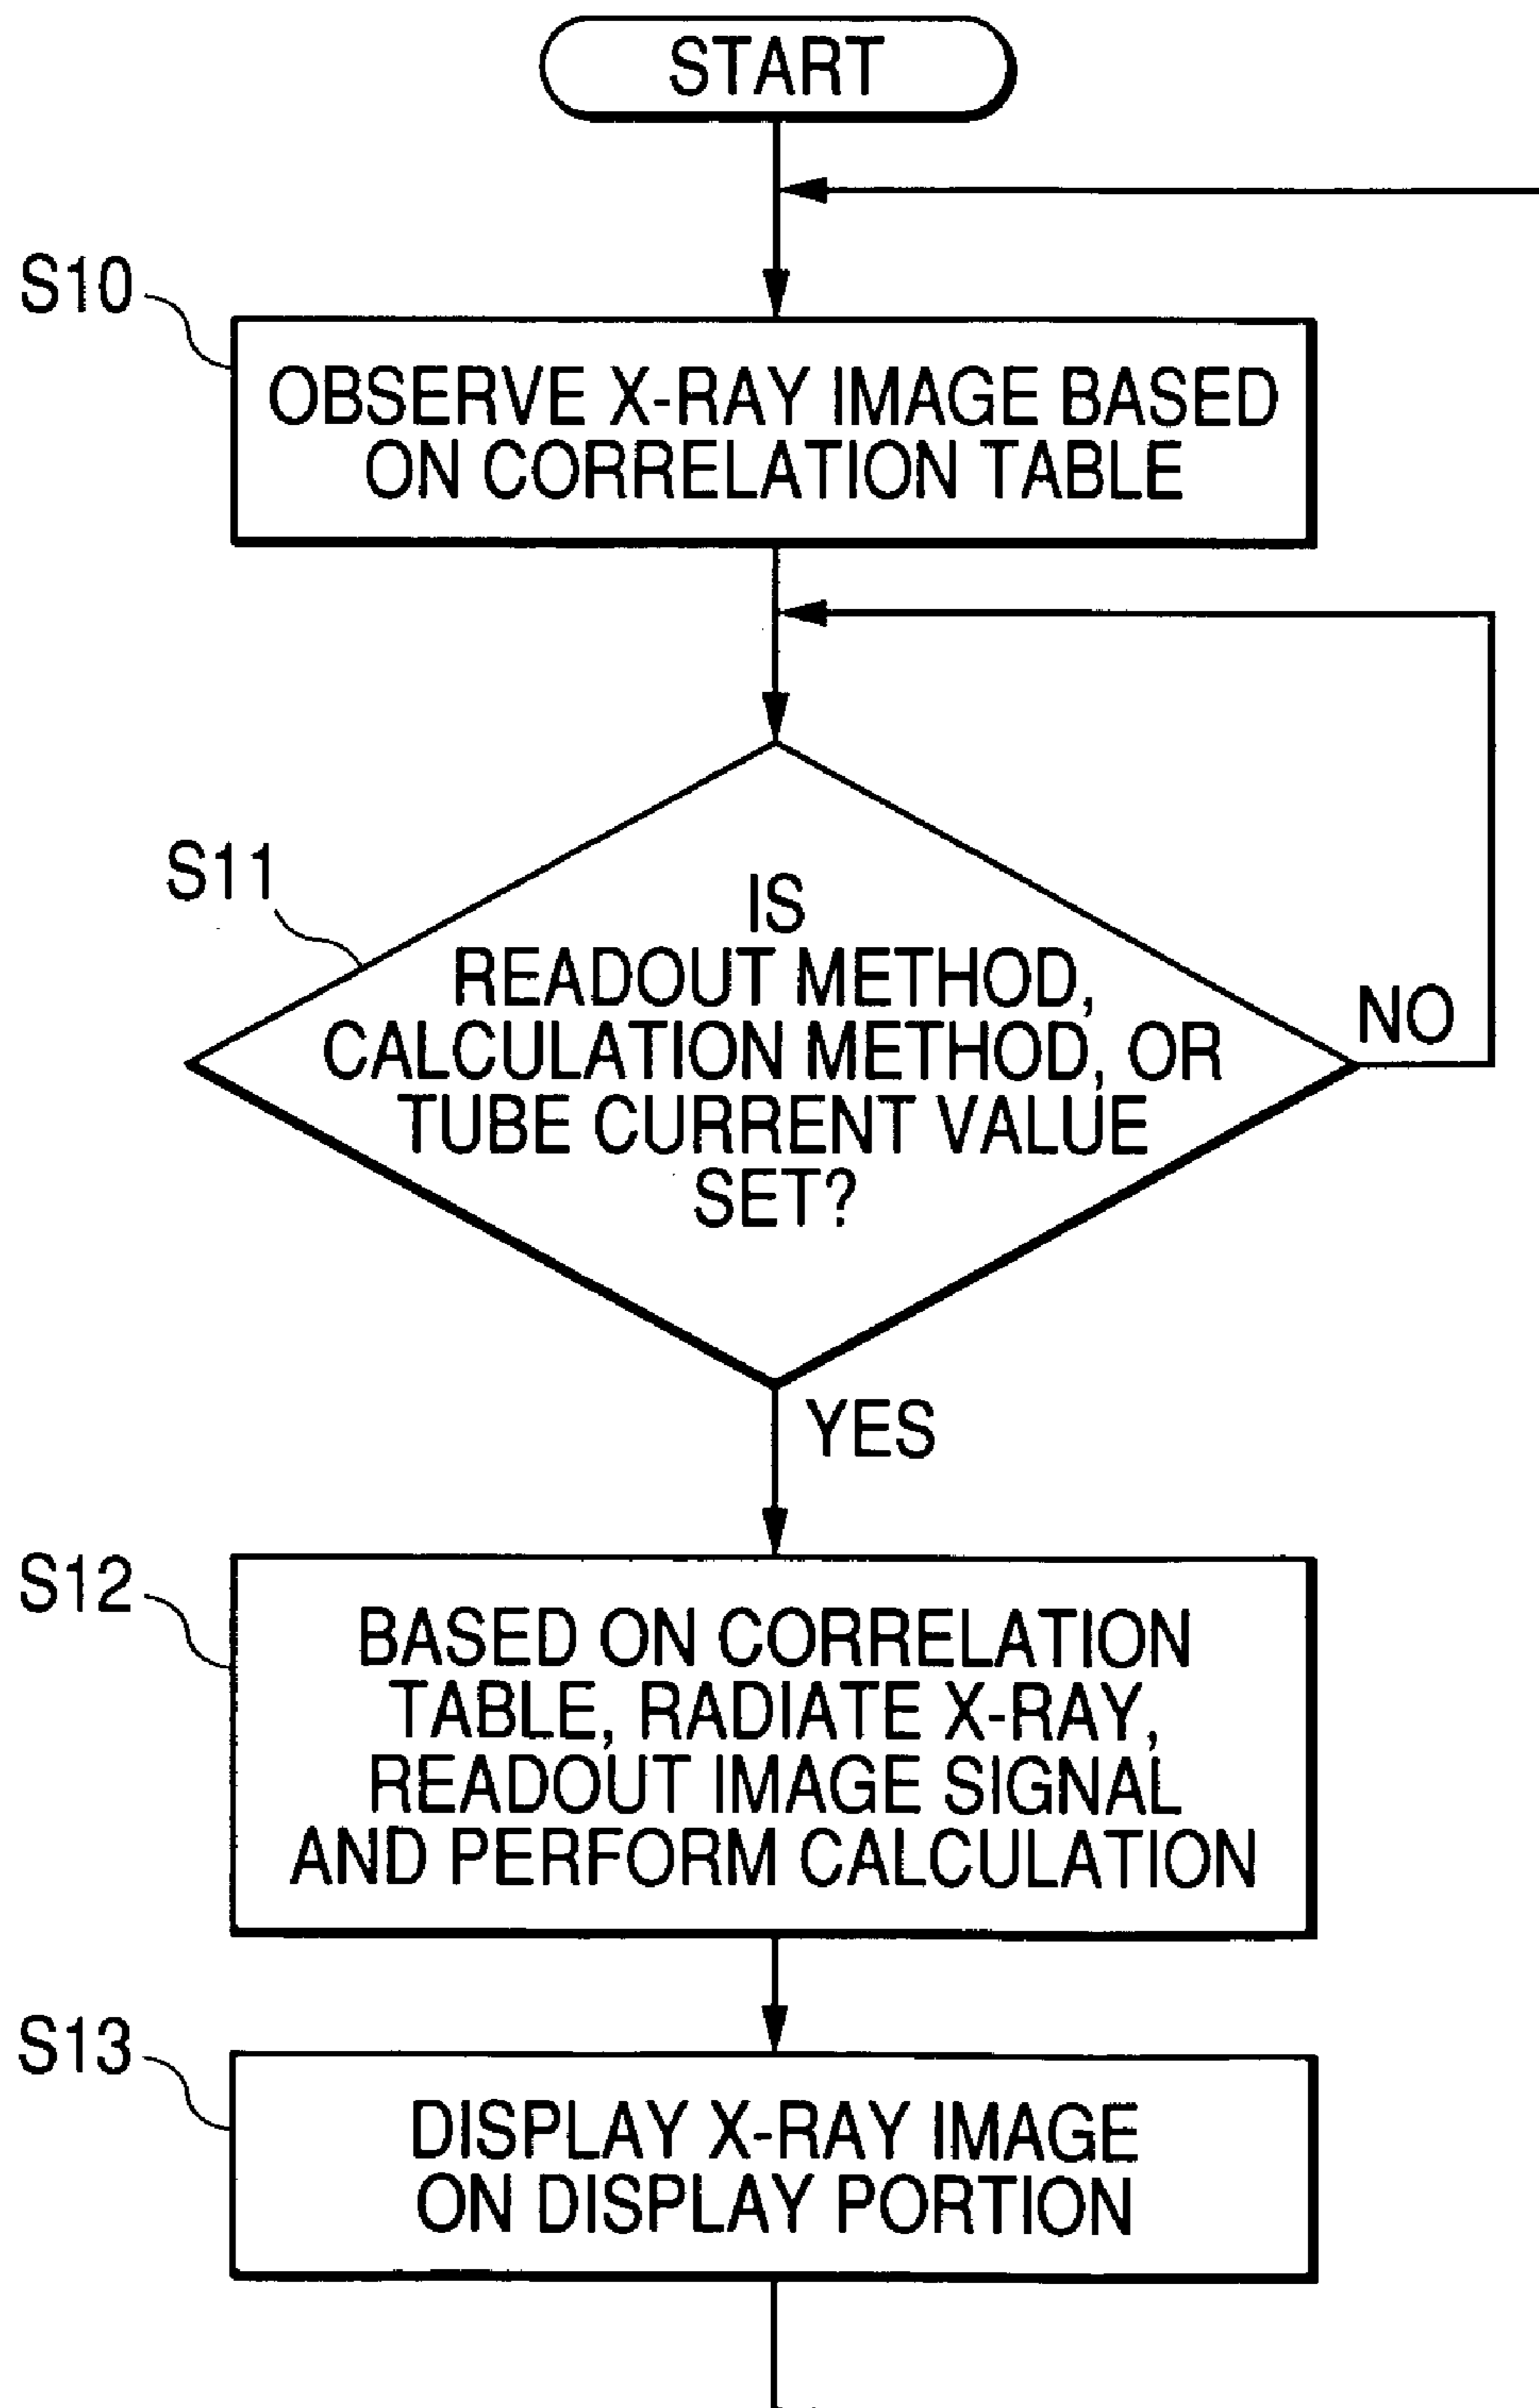 START
S10
OBSERVE X-RAY IMAGE BASED
ON CORRELATION TABLE
S11
IS
READOUT METHOD,
CALCULATION METHOD, OR
TUBE CURRENT VALUE
SET?
NO
YES
S12
BASED ON CORRELATION
TABLE, RADIATE X-RAY,
READOUT IMAGE SIGNAL
AND PERFORM CALCULATION
S13
DISPLAY X-RAY IMAGE
ON DISPLAY PORTION